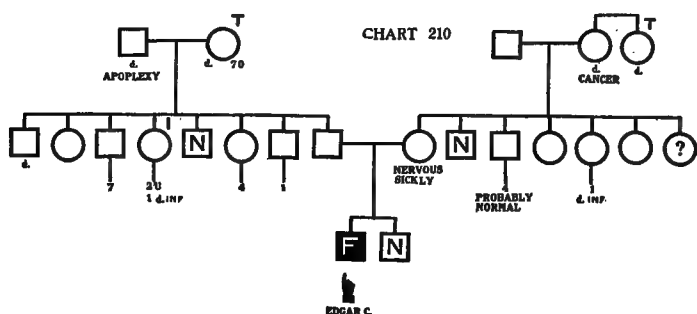 CHART 210
T
d.
APOPLEXY
d. 70
T
d.
CANCER
d.
d.
7
2U
1 d. INF
N
4
1
NERVOUS
SICKLY
N
4
PROBABLY
NORMAL
1
d. INF.
?
F
N
EDGAR C.